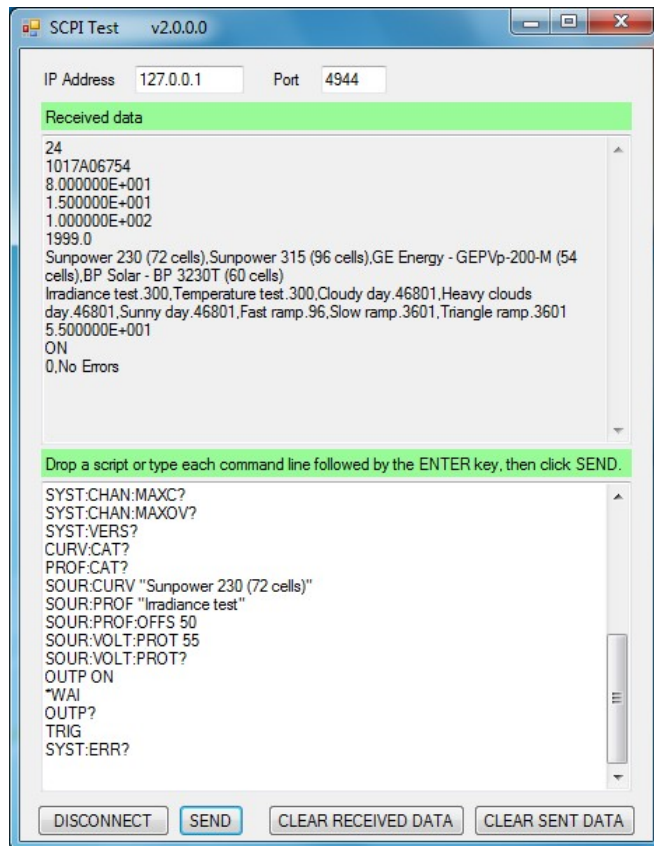 SCPI Test v2.0.0.0
IP Address 127.0.0.1 Port 4944
Received data
24
1017A06754
8.000000E+001
1.500000E+001
1.000000E+002
1999.0
Sunpower 230 (72 cells),Sunpower 315 (96 cells),GE Energy - GEPVp-200-M (54
cells),BP Solar - BP 3230T (60 cells)
Irradiance test.300,Temperature test.300,Cloudy day.46801,Heavy clouds
day.46801,Sunny day.46801,Fast ramp.96,Slow ramp.3601,Triangle ramp.3601
5.500000E+001
ON
0,No Errors
Drop a script or type each command line followed by the ENTER key, then click SEND.
SYST:CHAN:MAXC?
SYST:CHAN:MAXOV?
SYST:VERS?
CURV:CAT?
PROF:CAT?
SOUR:CURV "Sunpower 230 (72 cells)"
SOUR:PROF "Irradiance test"
SOUR:PROF:OFFS 50
SOUR:VOLT:PROT 55
SOUR:VOLT:PROT?
OUTP ON
*WAI
OUTP?
TRIG
SYST:ERR?
DISCONNECT SEND CLEAR RECEIVED DATA CLEAR SENT DATA